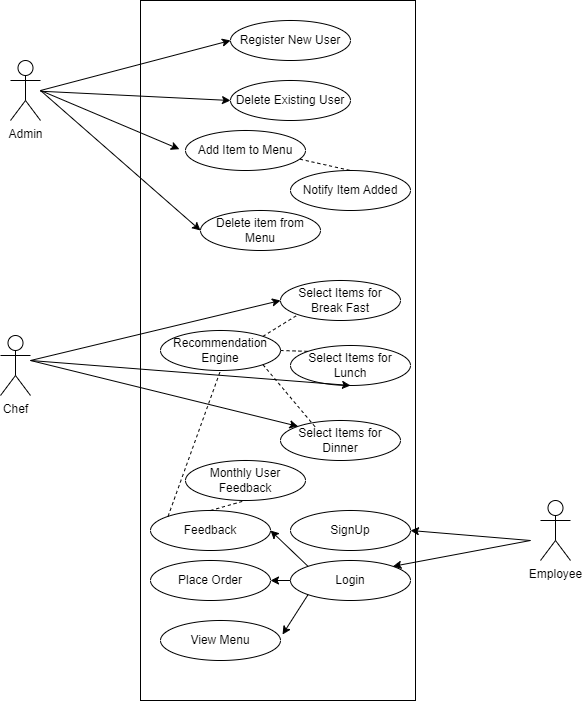 Register New User
Delete Existing User
Admin
Add Item to Menu
Notify Item Added
Delete item from
Menu
Select Items for
Break Fast
Recommendation
Engine
Select Items for
Lunch
Chef
Select Items for
Dinner
Monthly User
Feedback
Feedback
SignUp
Employee
Place Order
Login
View Menu